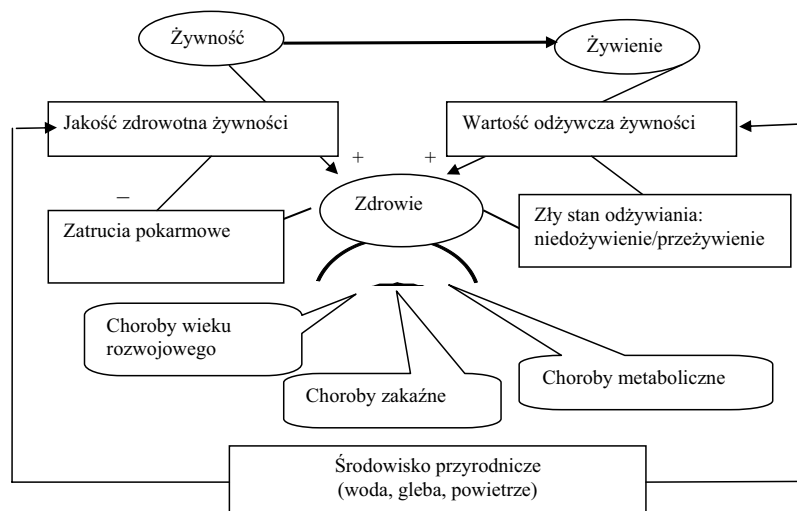 Żywność
Żywienie
Jakość zdrowotna żywności
Wartość odżywcza żywności
+
+
Zdrowie
–
Zatrucia pokarmowe
Zły stan odżywiania:
niedożywienie/przeżywienie
Choroby wieku
rozwojowego
Choroby zakaźne
Choroby metaboliczne
Środowisko przyrodnicze
(woda, gleba, powietrze)